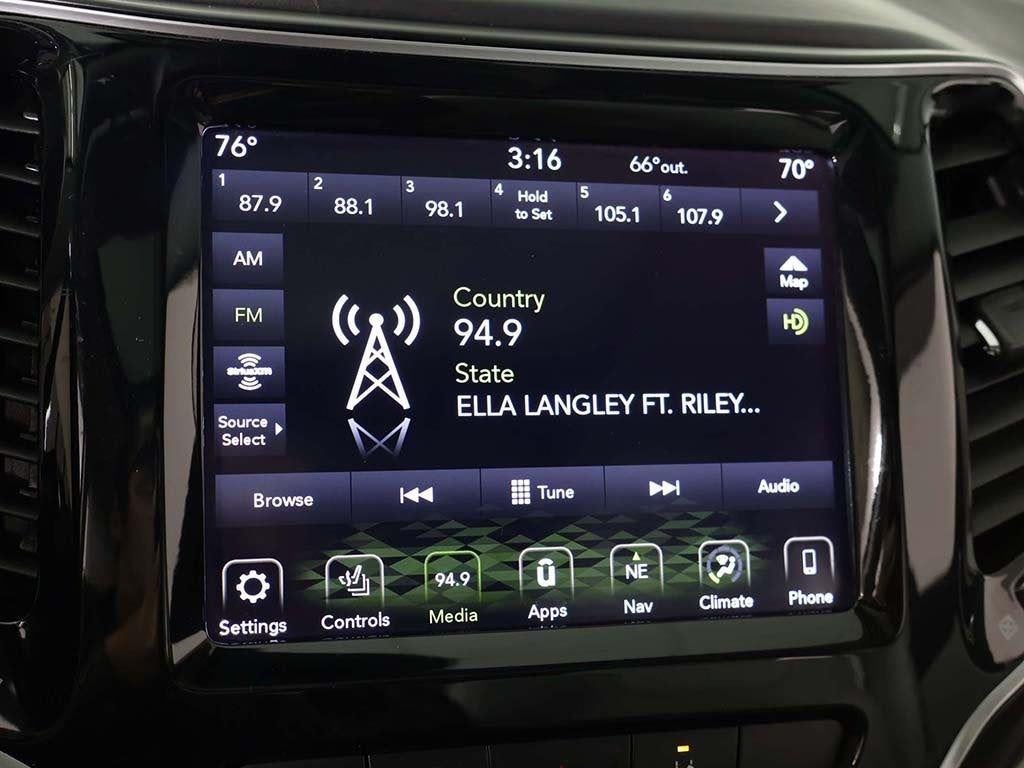 76°
3:16
66°out.
70°
1
87.9
2
88.1
3
98.1
4
Hold
to Set
5
105.1
6
107.9
AM
FM
SiriusXM
Source
Select
Country
94.9
State
ELLA LANGLEY FT. RILEY...
Map
HD
Browse
Tune
Audio
94.9
NE
Settings
Controls
Media
Apps
Nav
Climate
Phone